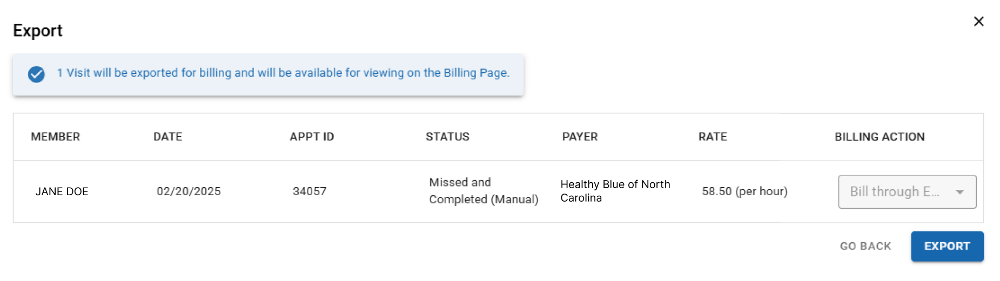 Export
1 Visit will be exported for billing and will be available for viewing on the Billing Page.
MEMBER DATE APPT ID STATUS PAYER RATE BILLING ACTION
JANE DOE 02/20/2025 34057 Missed and Completed (Manual) Healthy Blue of North Carolina 58.50 (per hour) Bill through E...
GO BACK EXPORT